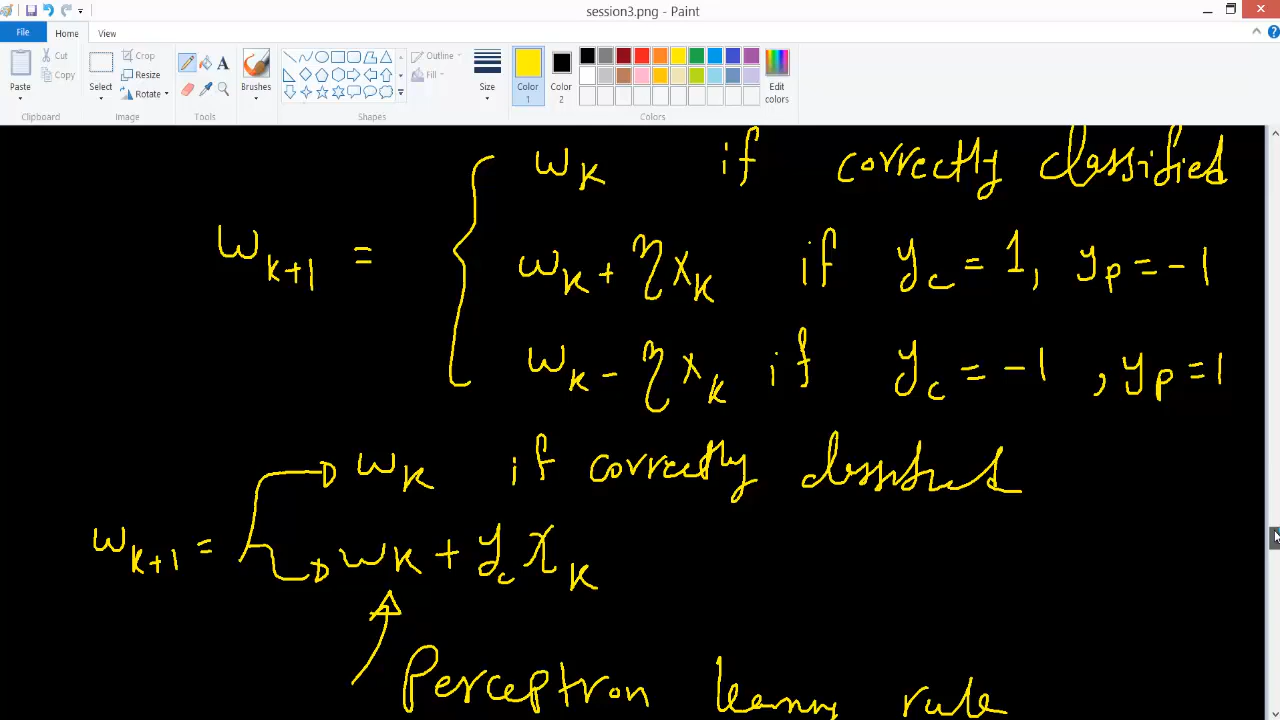 session3.png - Paint
File Home View
Paste Cut Copy Clipboard
Select Crop Resize Rotate Image
Tools
Brushes
Outline Fill Shapes
Size
Color 1 Color 2 Edit colors Colors
w_k if correctly classified
w_{k+1} =
w_k + ηx_k if y_c = 1, y_p = -1
w_k - ηx_k if y_c = -1, y_p = 1
w_k if correctly classified
w_{k+1} = w_k + y_c x_k
Perceptron learning rule